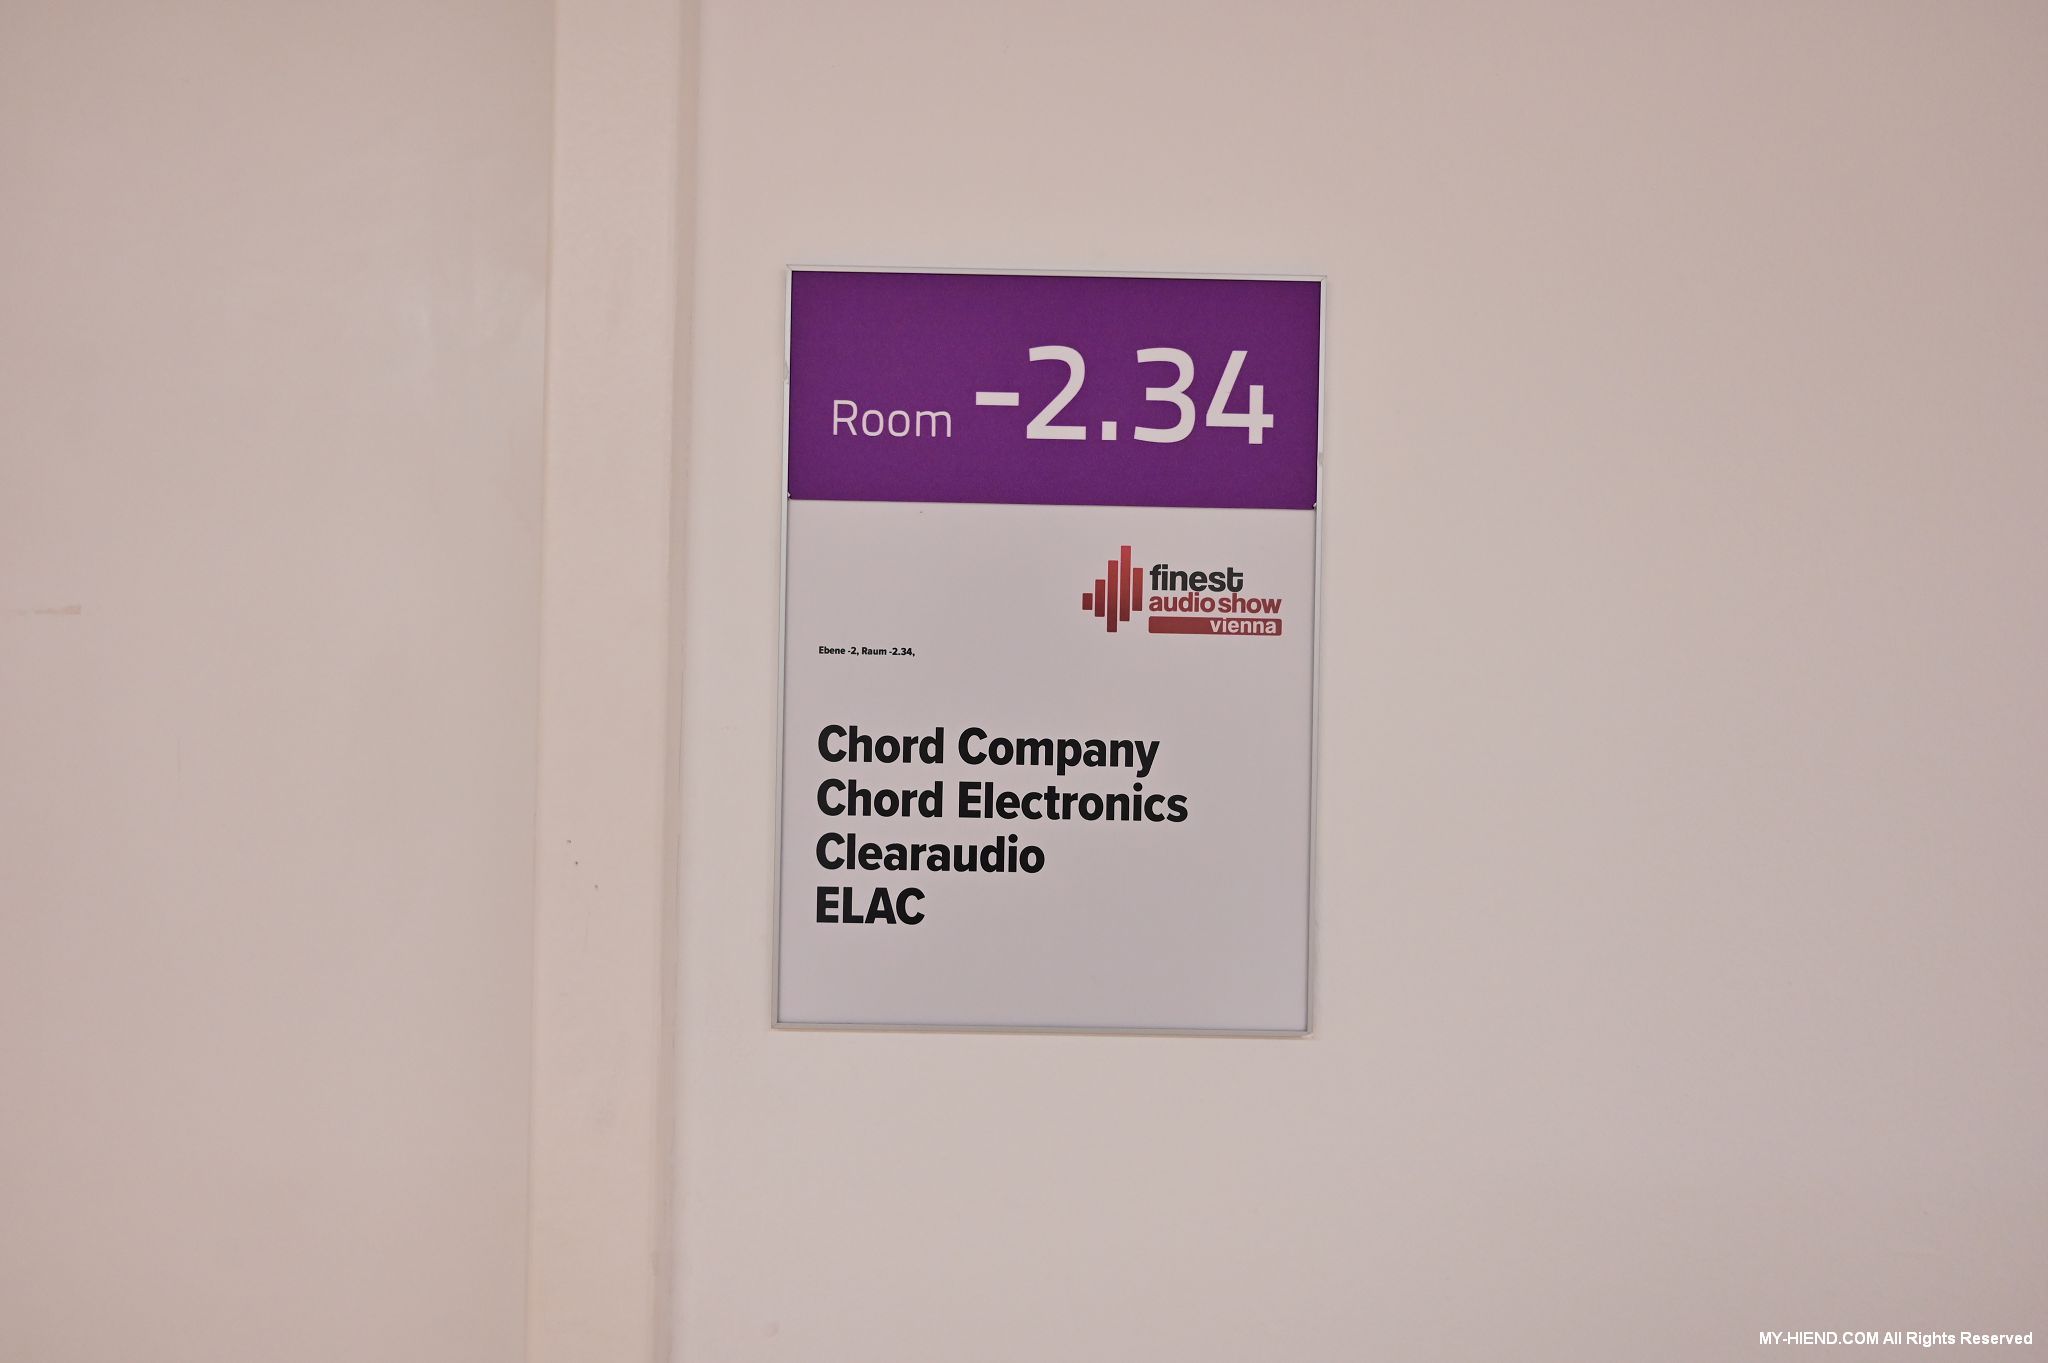 Room -2.34
finest
audio show
vienna
Ebene -2, Raum -2.34,
Chord Company
Chord Electronics
Clearaudio
ELAC
MY-HIEND.COM All Rights Reserved